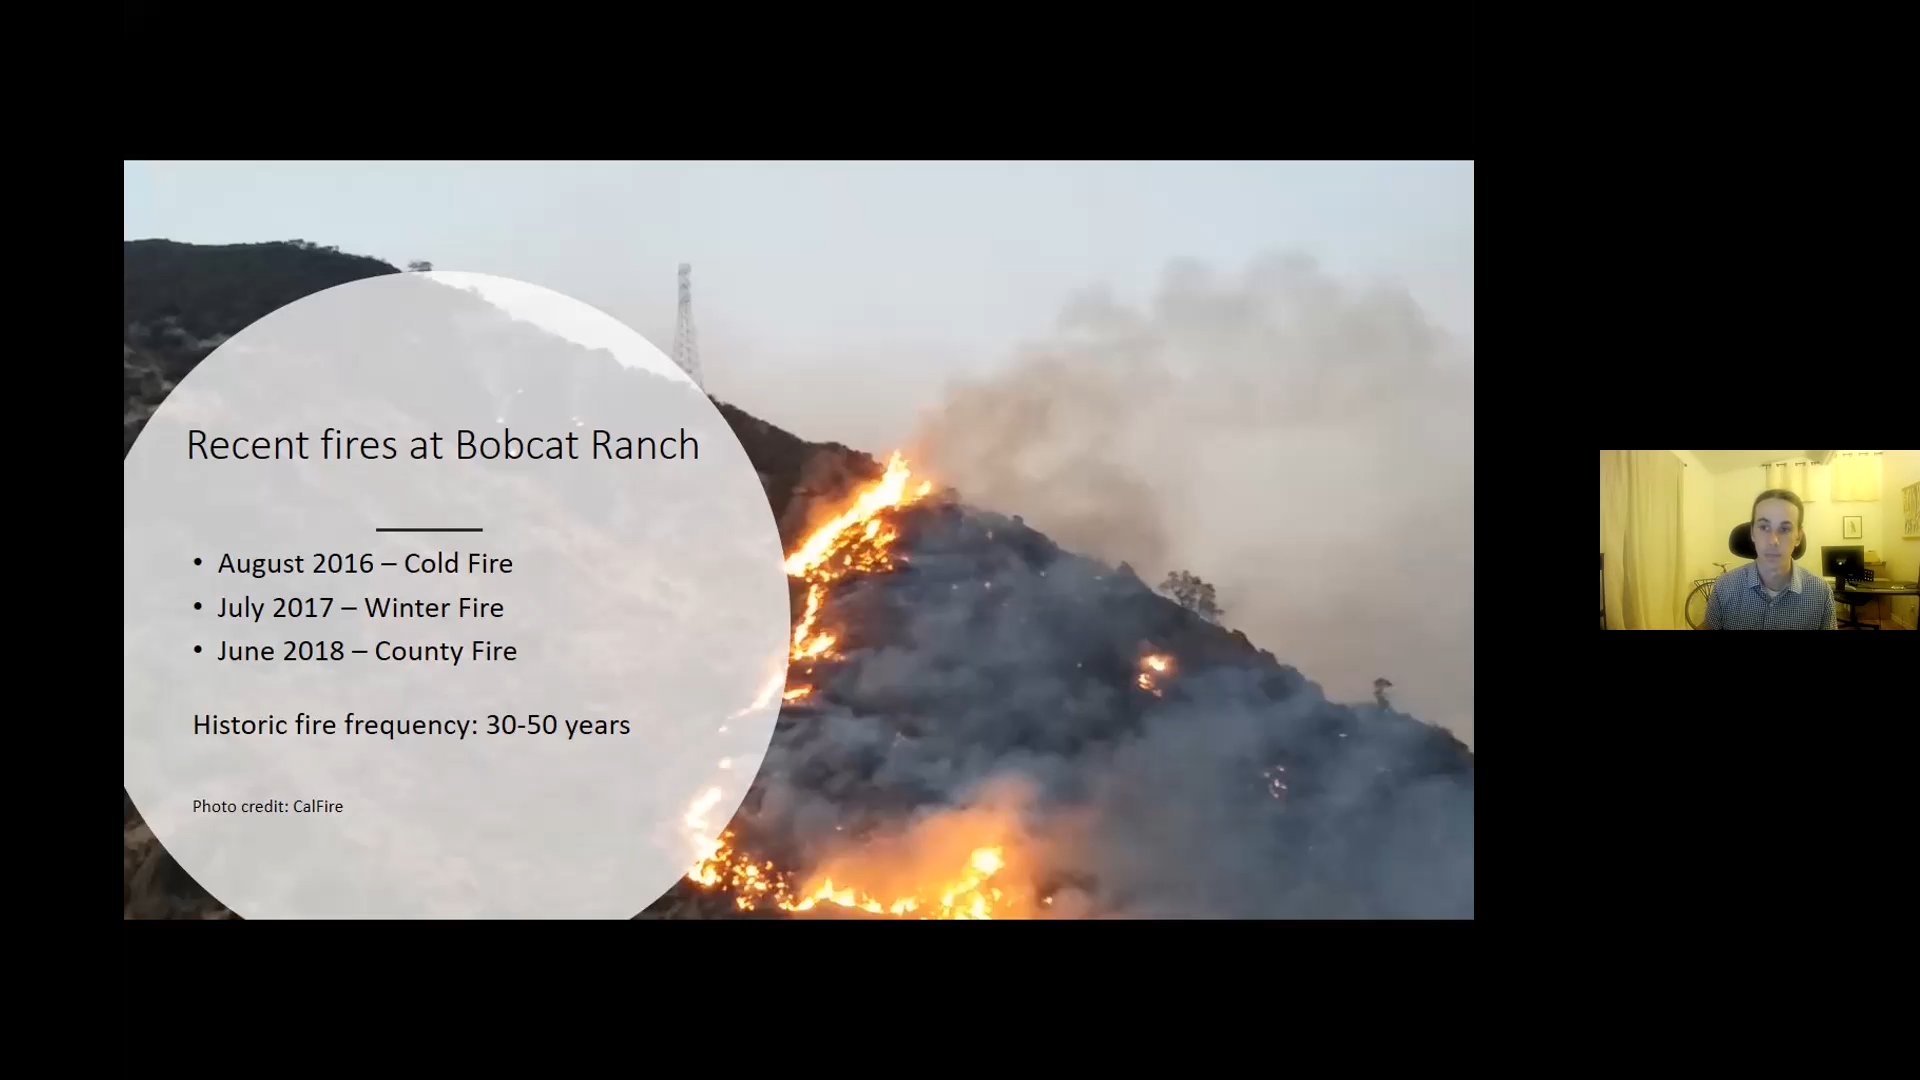 Recent fires at Bobcat Ranch
• August 2016 – Cold Fire
• July 2017 – Winter Fire
• June 2018 – County Fire
Historic fire frequency: 30-50 years
Photo credit: CalFire